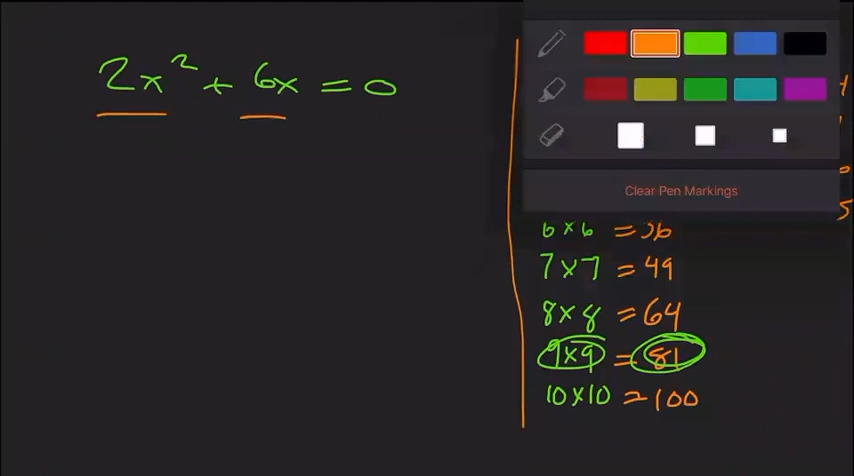 2x² + 6x = 0
Clear Pen Markings
6 x 6 = 36
7 x 7 = 49
8 x 8 = 64
9 x 9 = 81
10 x 10 = 100